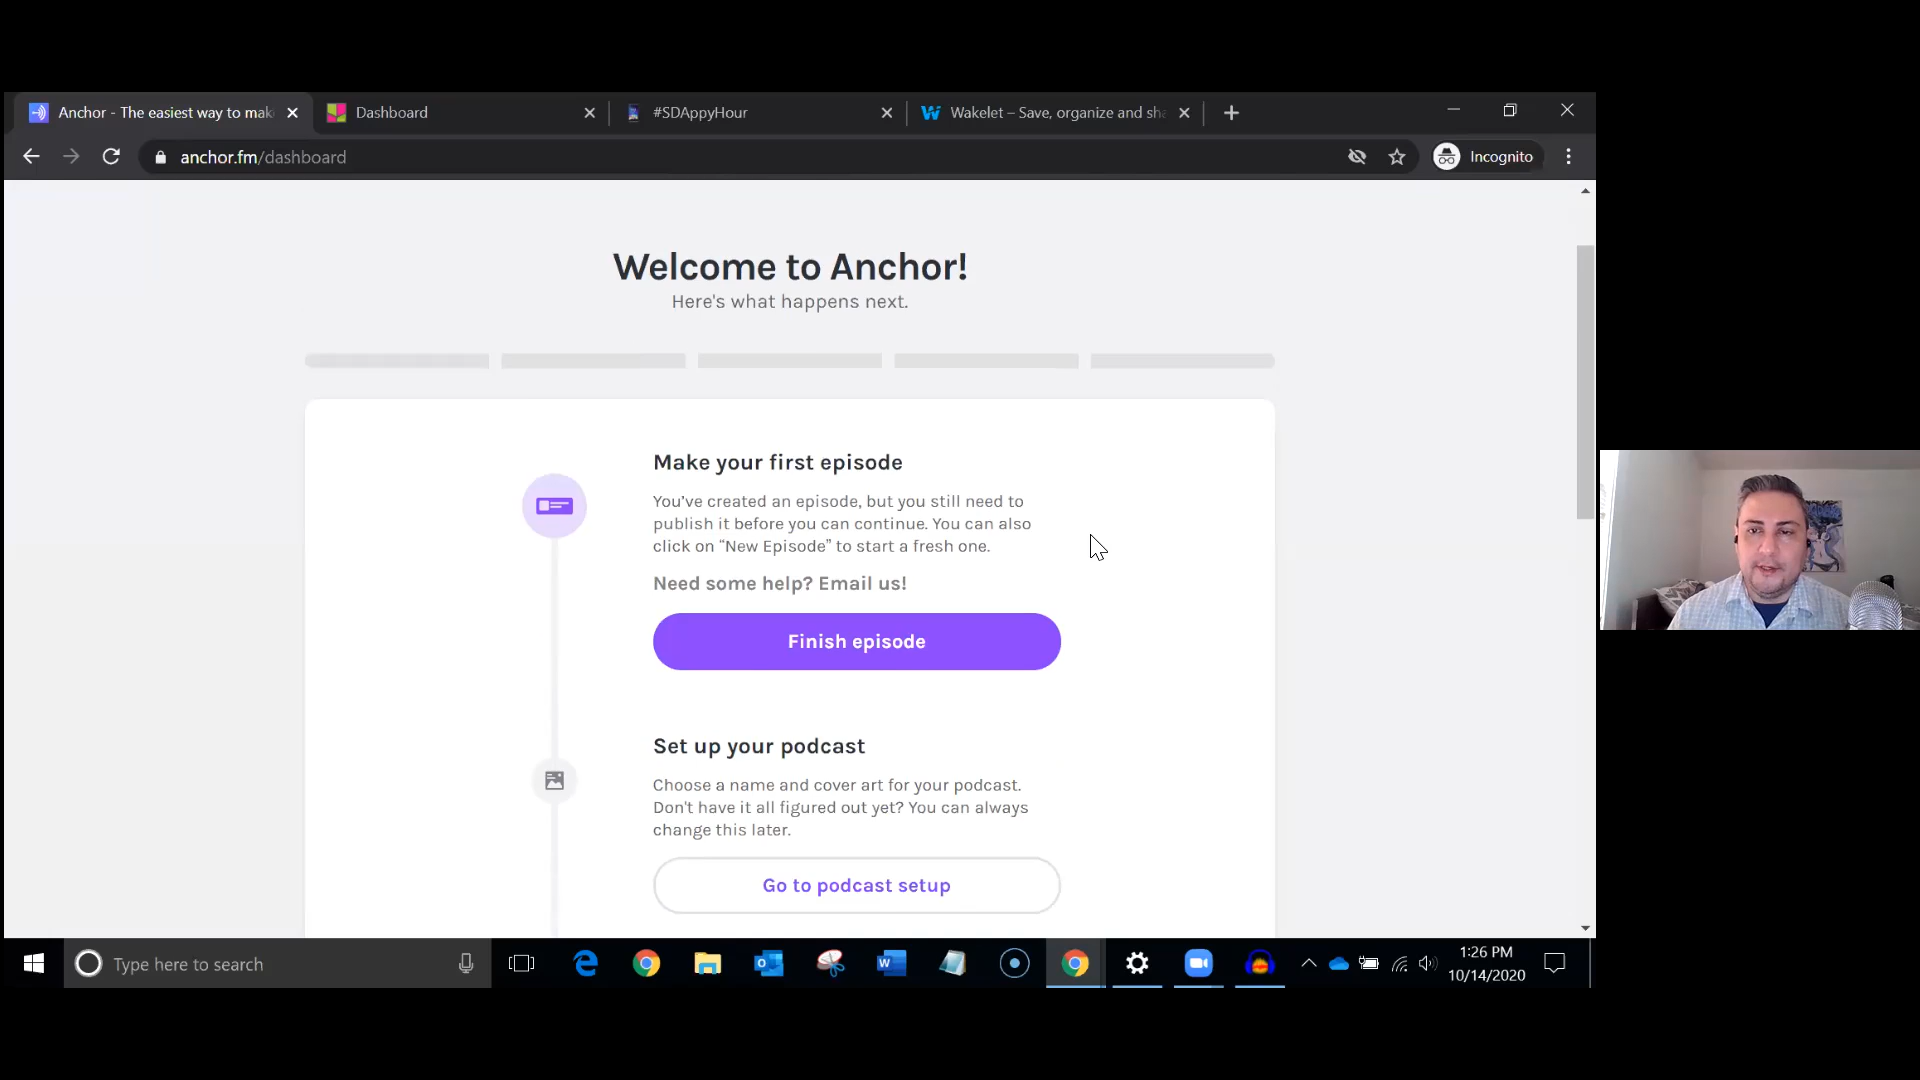 Anchor - The easiest way to mak
Dashboard
#SDAppyHour
Wakelet – Save, organize and sha
anchor.fm/dashboard
Incognito
Welcome to Anchor!
Here's what happens next.
Make your first episode
You've created an episode, but you still need to
publish it before you can continue. You can also
click on “New Episode” to start a fresh one.
Need some help? Email us!
Finish episode
Set up your podcast
Choose a name and cover art for your podcast.
Don't have it all figured out yet? You can always
change this later.
Go to podcast setup
Type here to search
1:26 PM
10/14/2020